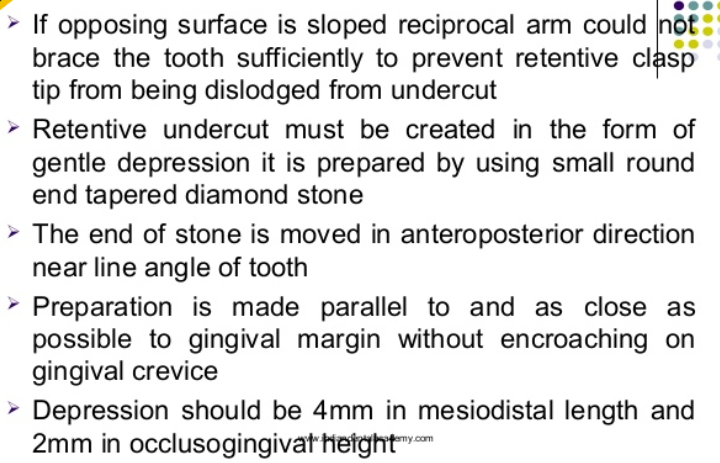 If opposing surface is sloped reciprocal arm could not
brace the tooth sufficiently to prevent retentive clasp
tip from being dislodged from undercut
Retentive undercut must be created in the form of
gentle depression it is prepared by using small round
end tapered diamond stone
The end of stone is moved in anteroposterior direction
near line angle of tooth
Preparation is made parallel to and as close as
possible to gingival margin without encroaching on
gingival crevice
Depression should be 4mm in mesiodistal length and
2mm in occlusogingival height
www.indiandentalacademy.com